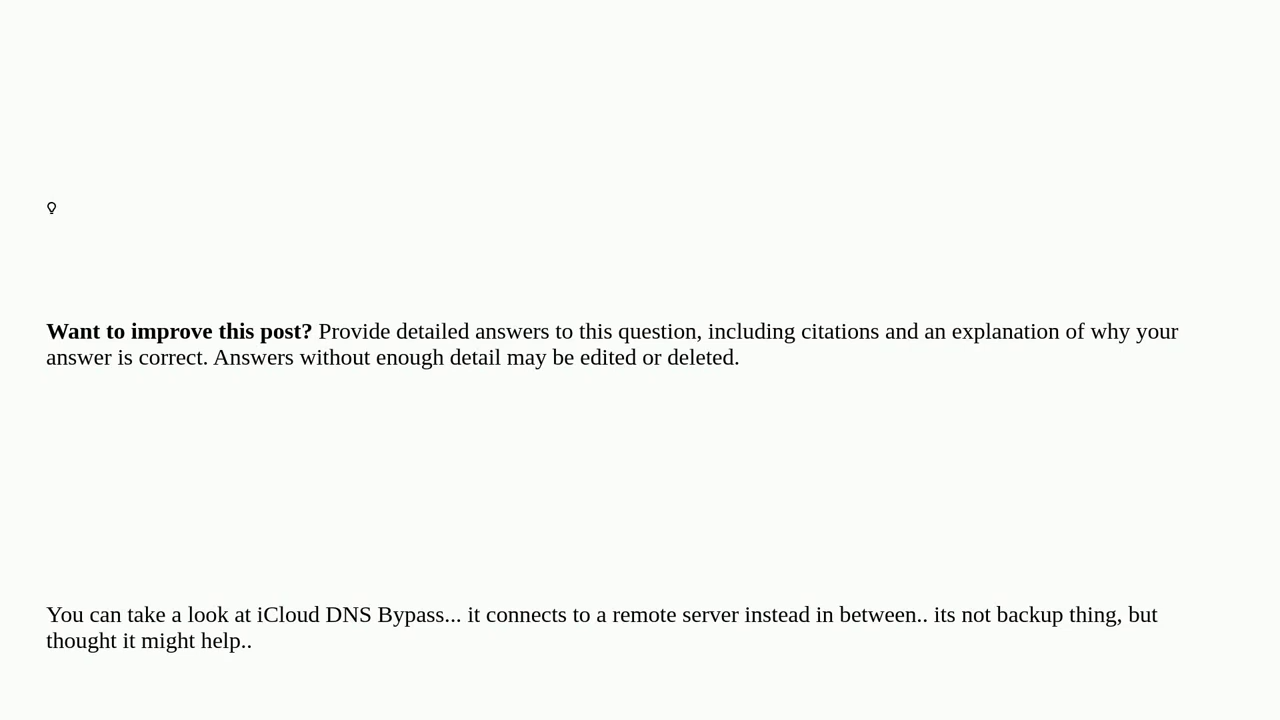 Want to improve this post? Provide detailed answers to this question, including citations and an explanation of why your
answer is correct. Answers without enough detail may be edited or deleted.
You can take a look at iCloud DNS Bypass... it connects to a remote server instead in between.. its not backup thing, but
thought it might help..